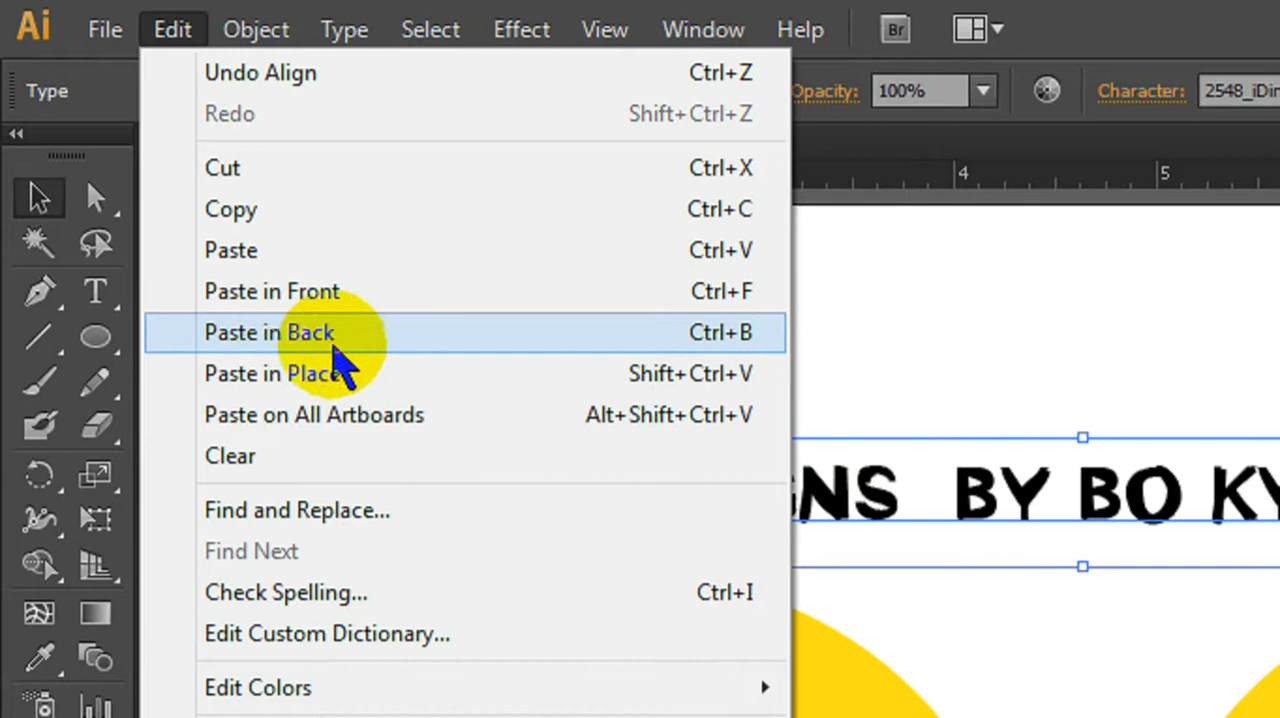 Ai File Edit Object Type Select Effect View Window Help Br
Type Opacity: 100% Character: 2548_iDin
Undo Align Ctrl+Z
Redo Shift+Ctrl+Z
Cut Ctrl+X
4 5
Copy Ctrl+C
Paste Ctrl+V
Paste in Front Ctrl+F
T
Paste in Back Ctrl+B
Paste in Place Shift+Ctrl+V
Paste on All Artboards Alt+Shift+Ctrl+V
Clear
GNS BY BO KY
Find and Replace...
Find Next
Check Spelling... Ctrl+I
Edit Custom Dictionary...
Edit Colors